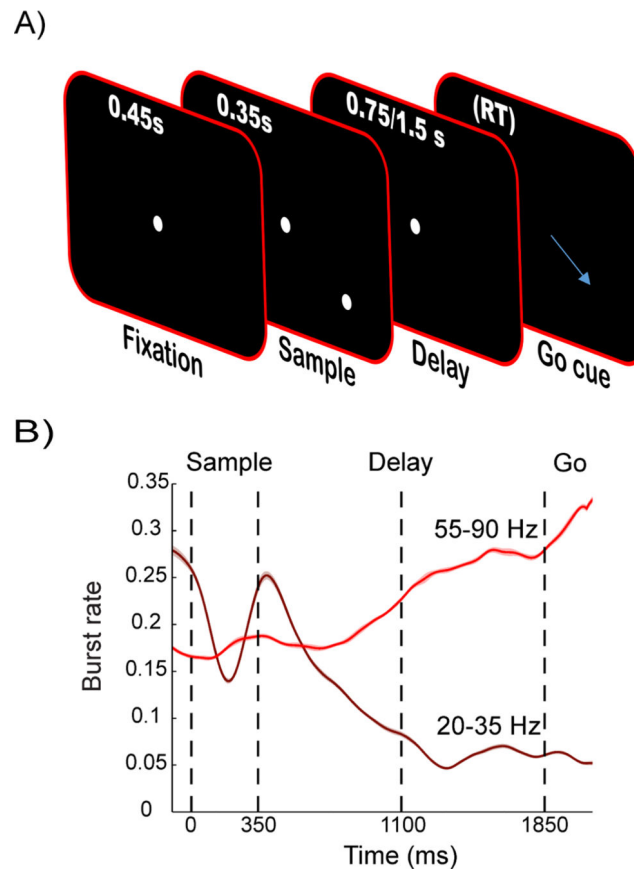 A)
0.45s
0.35s
0.75/1.5 s
(RT)
Fixation
Sample
Delay
Go cue
B)
Sample
Delay
Go
0.35
0.3
0.25
0.2
0.15
0.1
0.05
0
Burst rate
55-90 Hz
20-35 Hz
0
350
1100
1850
Time (ms)